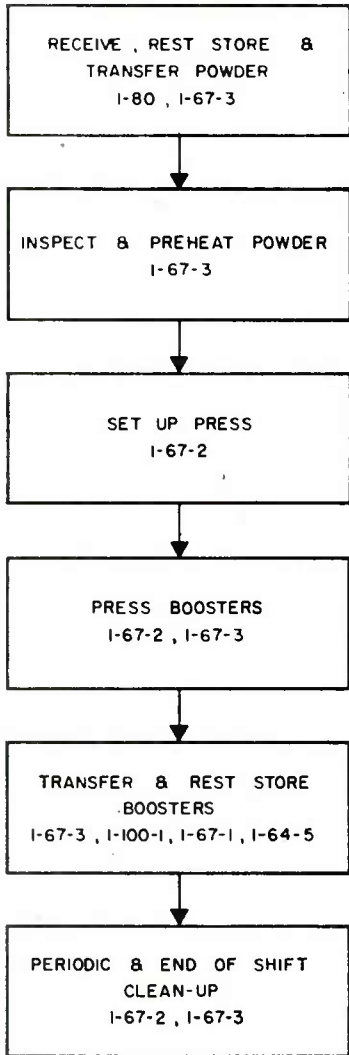 RECEIVE , REST STORE &
TRANSFER POWDER
1-80 , 1-67-3
INSPECT & PREHEAT POWDER
1-67-3
SET UP PRESS
1-67-2
PRESS BOOSTERS
1-67-2 , 1-67-3
TRANSFER & REST STORE
BOOSTERS
1-67-3 , 1-100-1, 1-67-1 , 1-64-5
PERIODIC & END OF SHIFT
CLEAN-UP
1-67-2 , 1-67-3